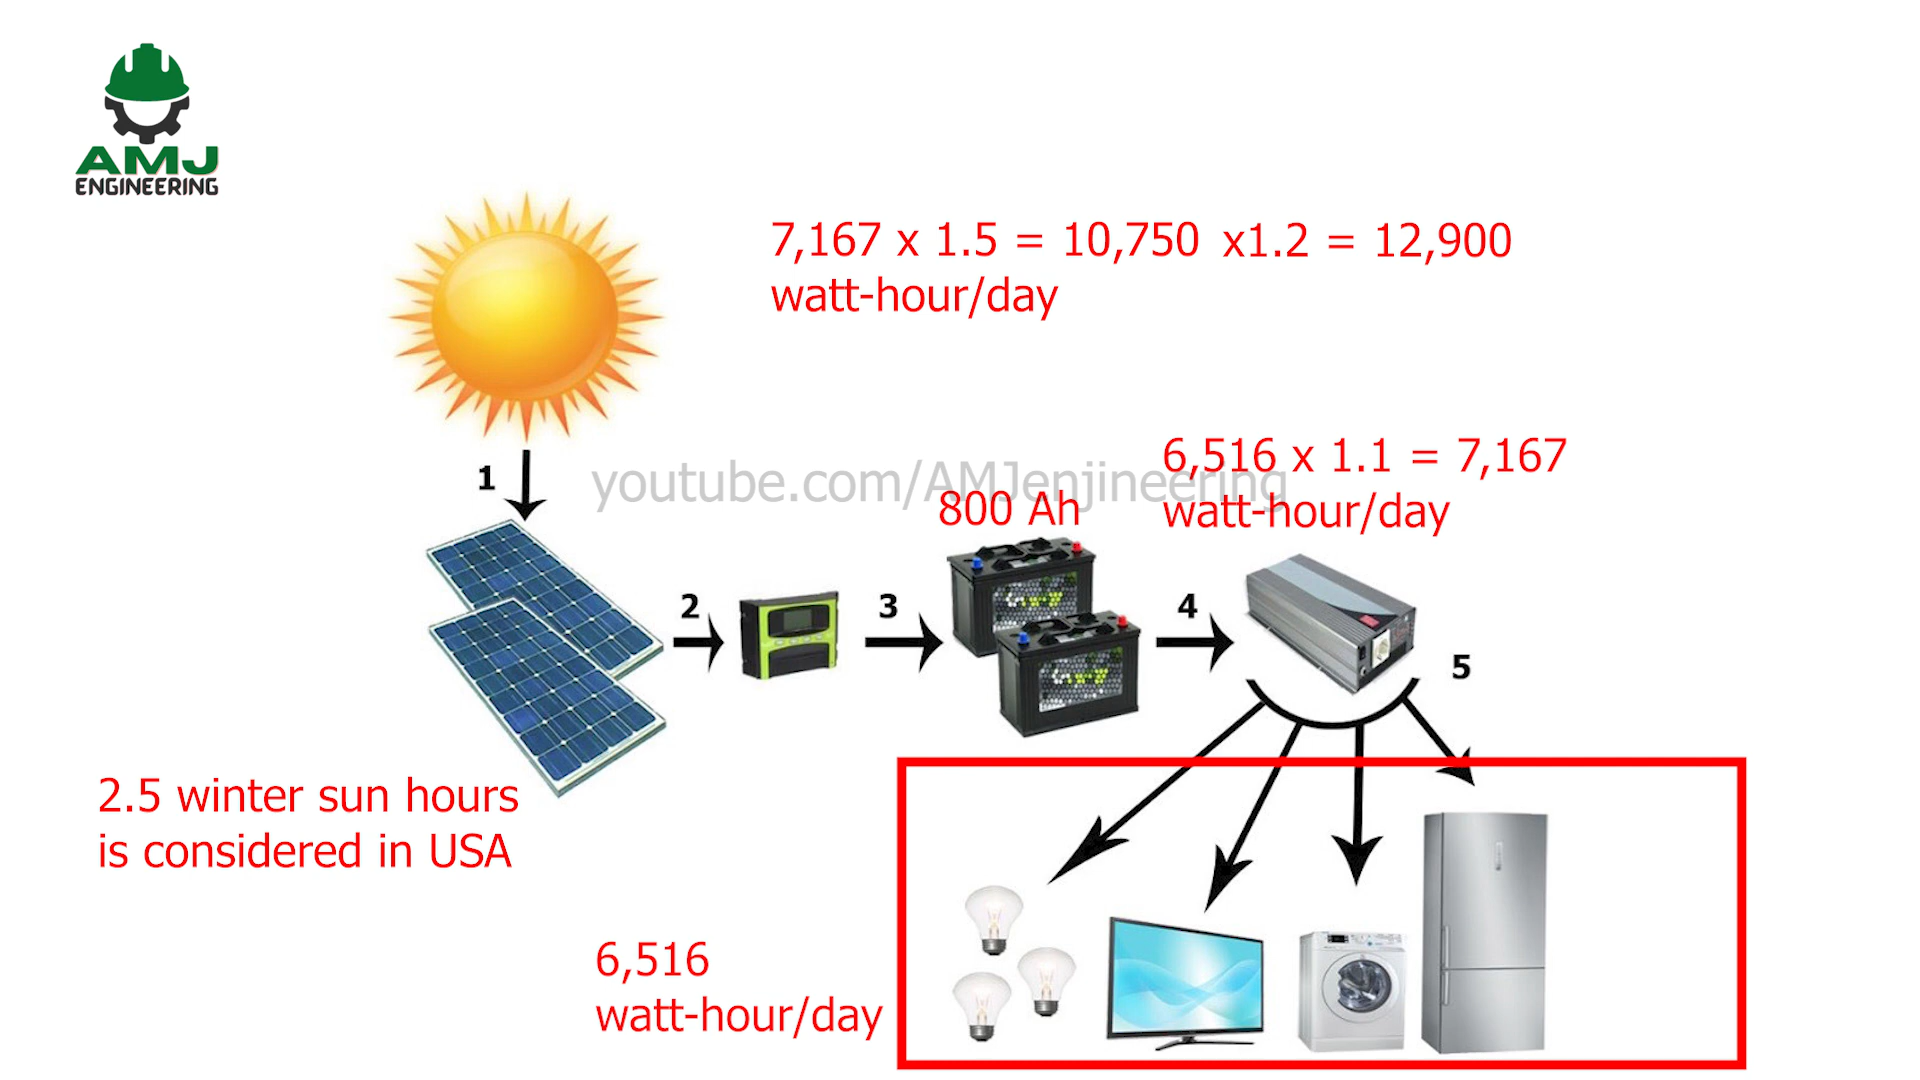 AMJ
ENGINEERING
7,167 x 1.5 = 10,750 x1.2 = 12,900
watt-hour/day
1
youtube.com/AMJenjineering
6,516 x 1.1 = 7,167
watt-hour/day
800 Ah
2
3
4
5
2.5 winter sun hours
is considered in USA
6,516
watt-hour/day